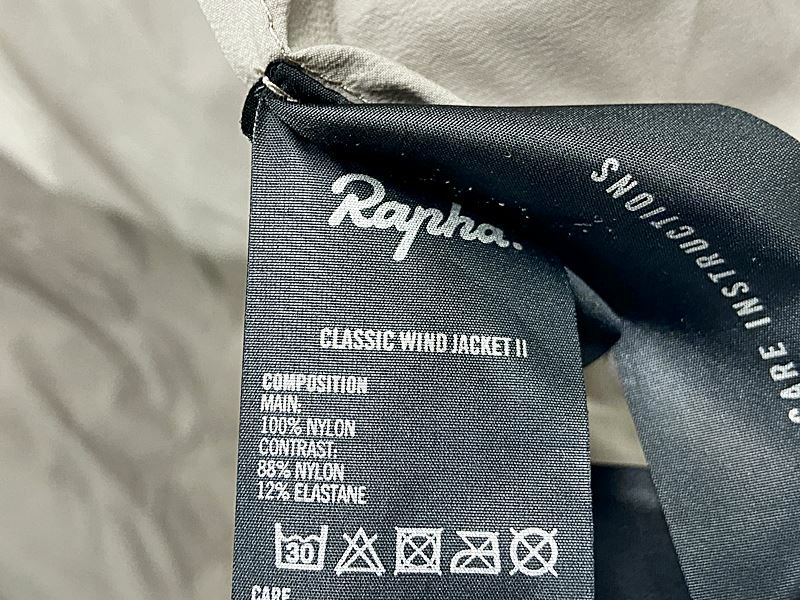 Rapha.
CLASSIC WIND JACKET II
COMPOSITION
MAIN:
100% NYLON
CONTRAST:
88% NYLON
12% ELASTANE
30
CARE
CARE INSTRUCTIONS